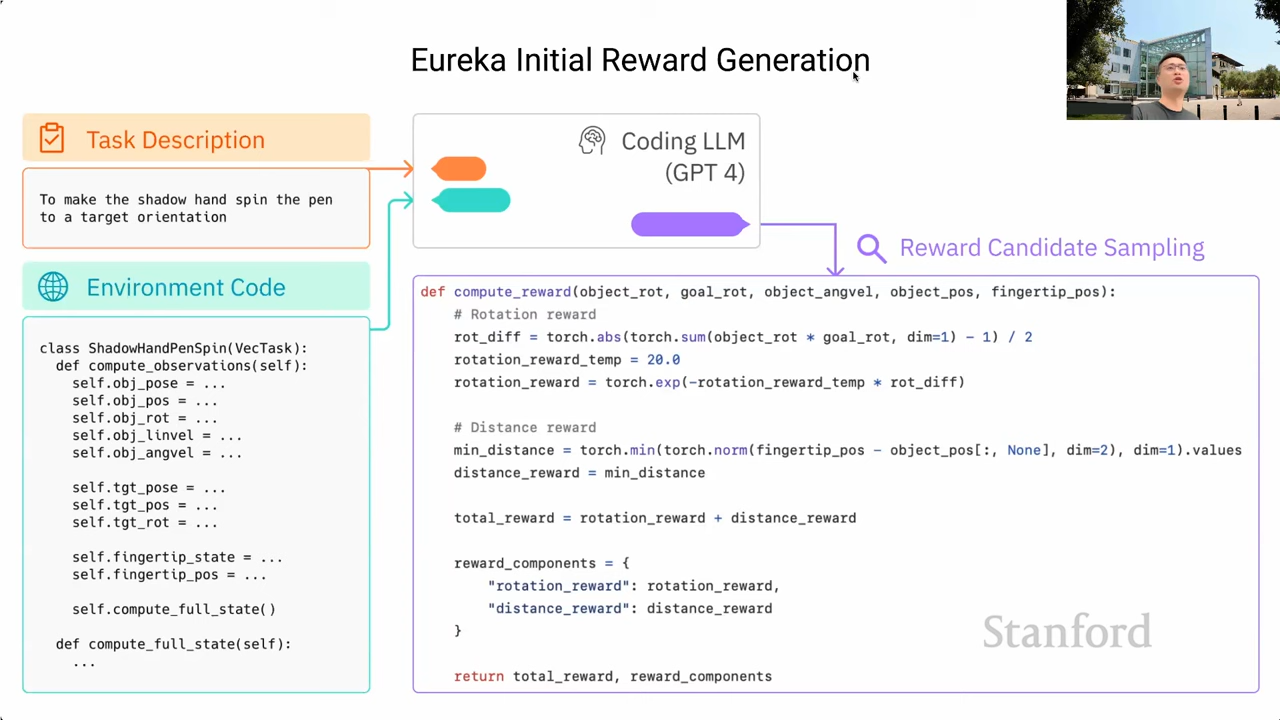 Eureka Initial Reward Generation
Task Description
To make the shadow hand spin the pen
to a target orientation
Environment Code
class ShadowHandPenSpin(VecTask):
  def compute_observations(self):
    self.obj_pose = ...
    self.obj_pos = ...
    self.obj_rot = ...
    self.obj_linvel = ...
    self.obj_angvel = ...
    self.tgt_pose = ...
    self.tgt_pos = ...
    self.tgt_rot = ...
    self.fingertip_state = ...
    self.fingertip_pos = ...
    self.compute_full_state()
  def compute_full_state(self):
    ...
Coding LLM
(GPT 4)
Reward Candidate Sampling
def compute_reward(object_rot, goal_rot, object_angvel, object_pos, fingertip_pos):
    # Rotation reward
    rot_diff = torch.abs(torch.sum(object_rot * goal_rot, dim=1) - 1) / 2
    rotation_reward_temp = 20.0
    rotation_reward = torch.exp(-rotation_reward_temp * rot_diff)
    # Distance reward
    min_distance = torch.min(torch.norm(fingertip_pos - object_pos[:, None], dim=2), dim=1).values
    distance_reward = min_distance
    total_reward = rotation_reward + distance_reward
    reward_components = {
        "rotation_reward": rotation_reward,
        "distance_reward": distance_reward
    }
    return total_reward, reward_components
Stanford